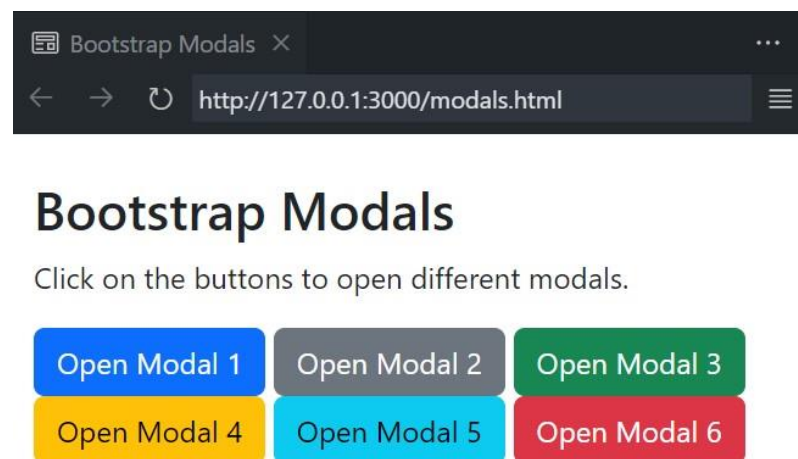 Bootstrap Modals
http://127.0.0.1:3000/modals.html
Bootstrap Modals
Click on the buttons to open different modals.
Open Modal 1 Open Modal 2 Open Modal 3
Open Modal 4 Open Modal 5 Open Modal 6